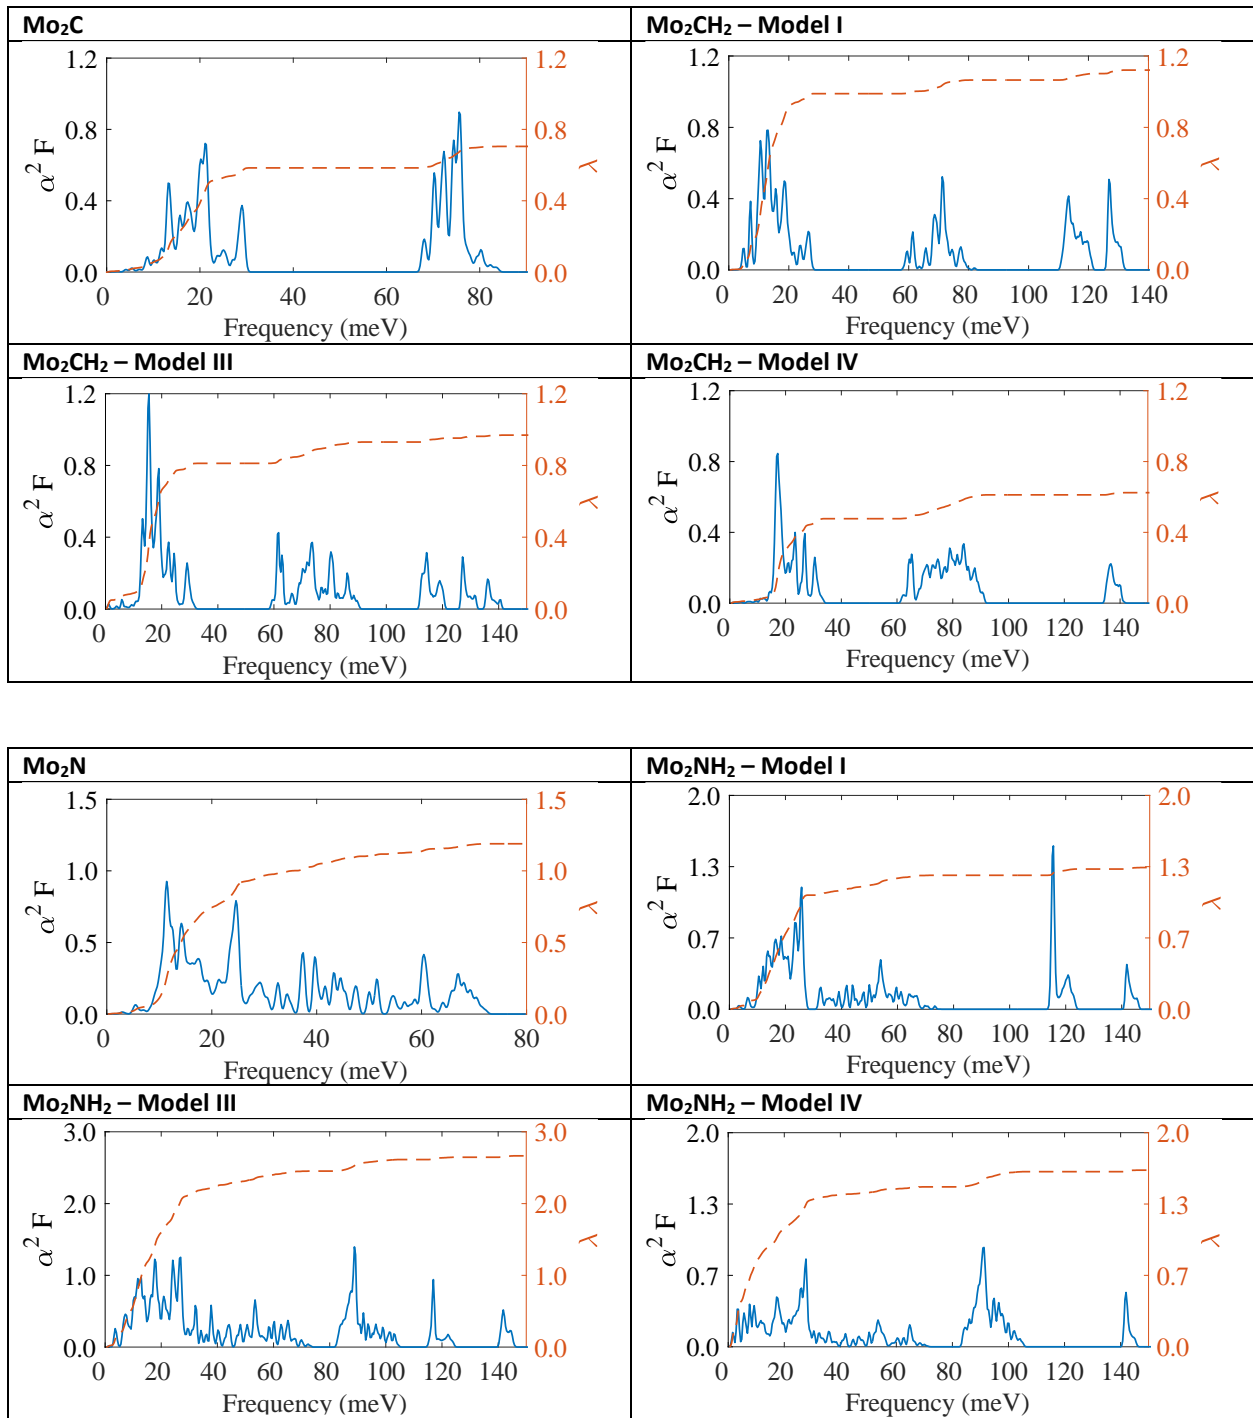 Mo₂C
1.2
0.8
0.4
0.0
α² F
0 20 40 60 80
Frequency (meV)
1.2
0.8
0.4
0.0
λ
Mo₂CH₂ – Model I
1.2
0.8
0.4
0.0
α² F
0 20 40 60 80 100 120 140
Frequency (meV)
1.2
0.8
0.4
0.0
λ
Mo₂CH₂ – Model III
1.2
0.8
0.4
0.0
α² F
0 20 40 60 80 100 120 140
Frequency (meV)
1.2
0.8
0.4
0.0
λ
Mo₂CH₂ – Model IV
1.2
0.8
0.4
0.0
α² F
0 20 40 60 80 100 120 140
Frequency (meV)
1.2
0.8
0.4
0.0
λ
Mo₂N
1.5
1.0
0.5
0.0
α² F
0 20 40 60 80
Frequency (meV)
1.5
1.0
0.5
0.0
λ
Mo₂NH₂ – Model I
2.0
1.3
0.7
0.0
α² F
0 20 40 60 80 100 120 140
Frequency (meV)
2.0
1.3
0.7
0.0
λ
Mo₂NH₂ – Model III
3.0
2.0
1.0
0.0
α² F
0 20 40 60 80 100 120 140
Frequency (meV)
3.0
2.0
1.0
0.0
λ
Mo₂NH₂ – Model IV
2.0
1.3
0.7
0.0
α² F
0 20 40 60 80 100 120 140
Frequency (meV)
2.0
1.3
0.7
0.0
λ